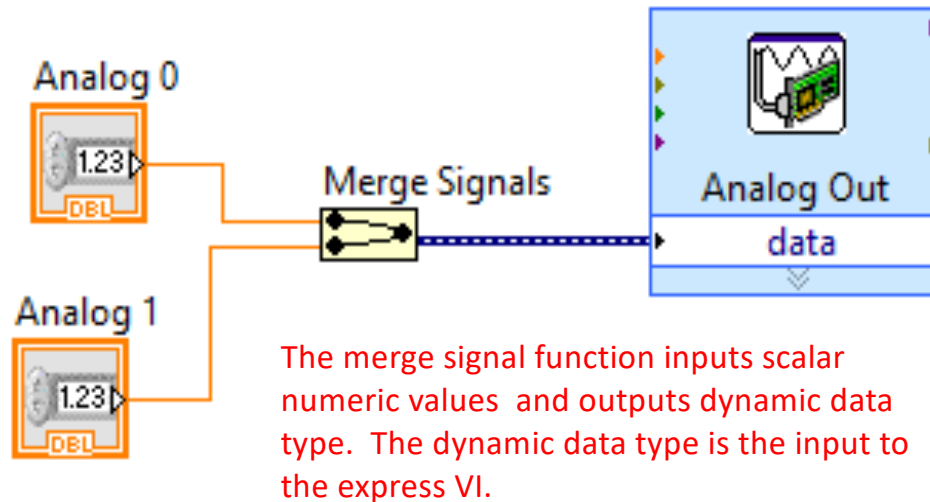 Analog 0
1.23
DBL
Merge Signals
Analog Out
data
Analog 1
1.23
DBL
The merge signal function inputs scalar
numeric values and outputs dynamic data
type. The dynamic data type is the input to
the express VI.